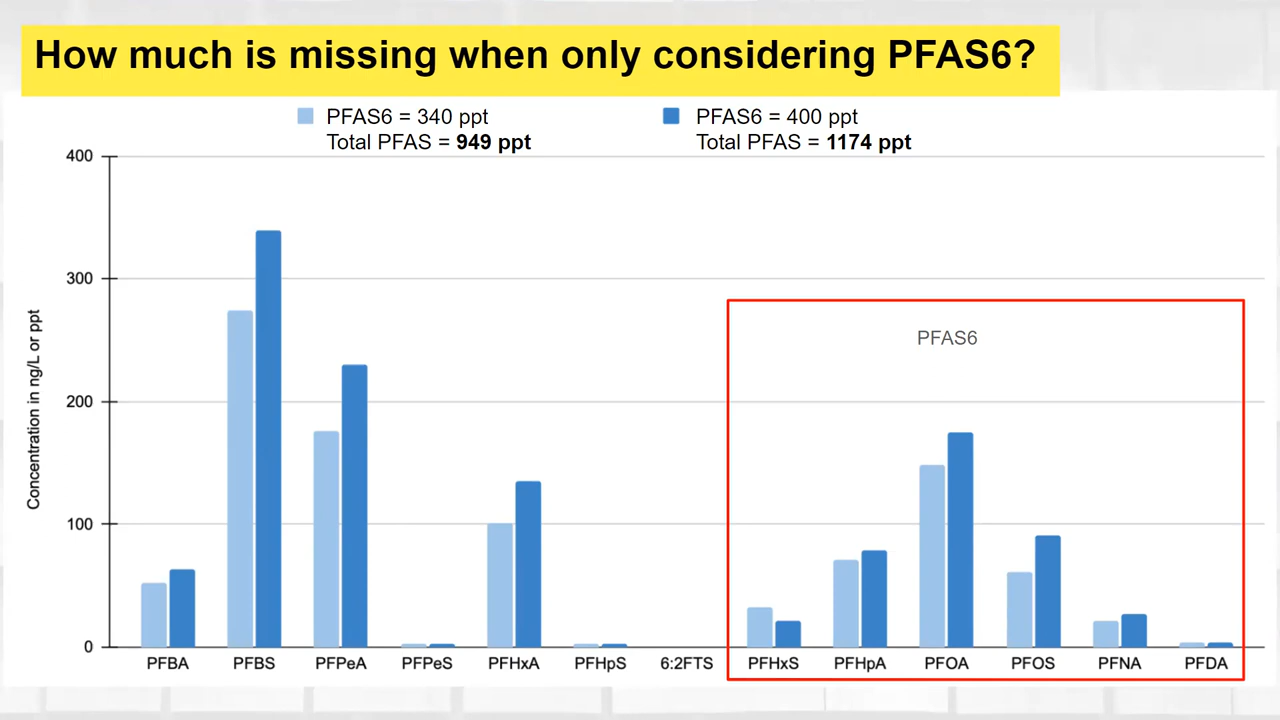 How much is missing when only considering PFAS6?
PFAS6 = 340 ppt
Total PFAS = 949 ppt
PFAS6 = 400 ppt
Total PFAS = 1174 ppt
Concentration in ng/L or ppt
400
300
200
100
0
PFAS6
PFBA
PFBS
PFPeA
PFPeS
PFHxA
PFHpS
6:2FTS
PFHxS
PFHpA
PFOA
PFOS
PFNA
PFDA